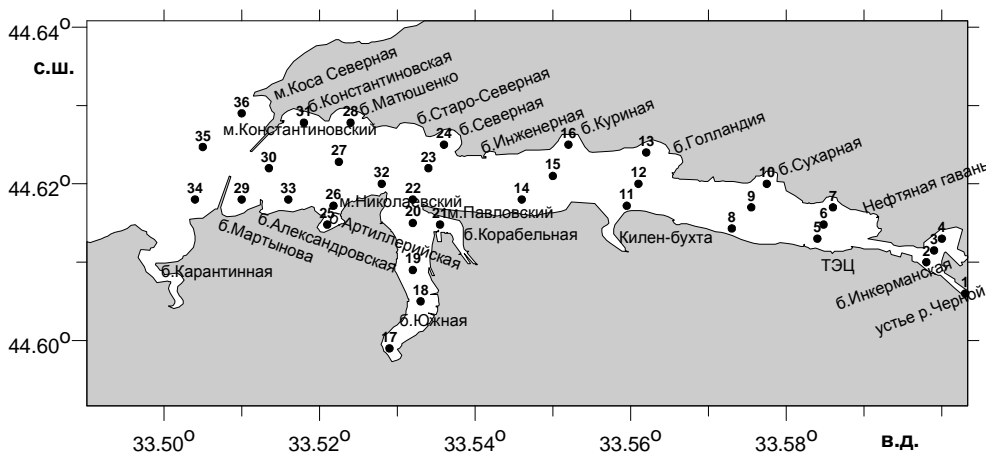 44.64°
с.ш.
44.62°
44.60°
33.50°
33.52°
33.54°
33.56°
33.58°
в.д.
м.Коса Северная
б.Константиновская
б.Матюшенко
б.Старо-Северная
б.Северная
б.Инженерная
б.Куриная
б.Голландия
б.Сухарная
Нефтяная гавань
м.Константиновский
м.Николаевский
м.Павловский
б.Артиллерийская
б.Александровская
б.Мартынова
б.Карантинная
б.Корабельная
б.Южная
Килен-бухта
ТЭЦ
б.Инкерманская
устье р.Черной
36
35
34
31
28
30
27
29
33
26
25
32
24
23
22
20
21
19
18
17
14
15
16
13
12
11
10
9
8
7
6
5
4
3
2
1